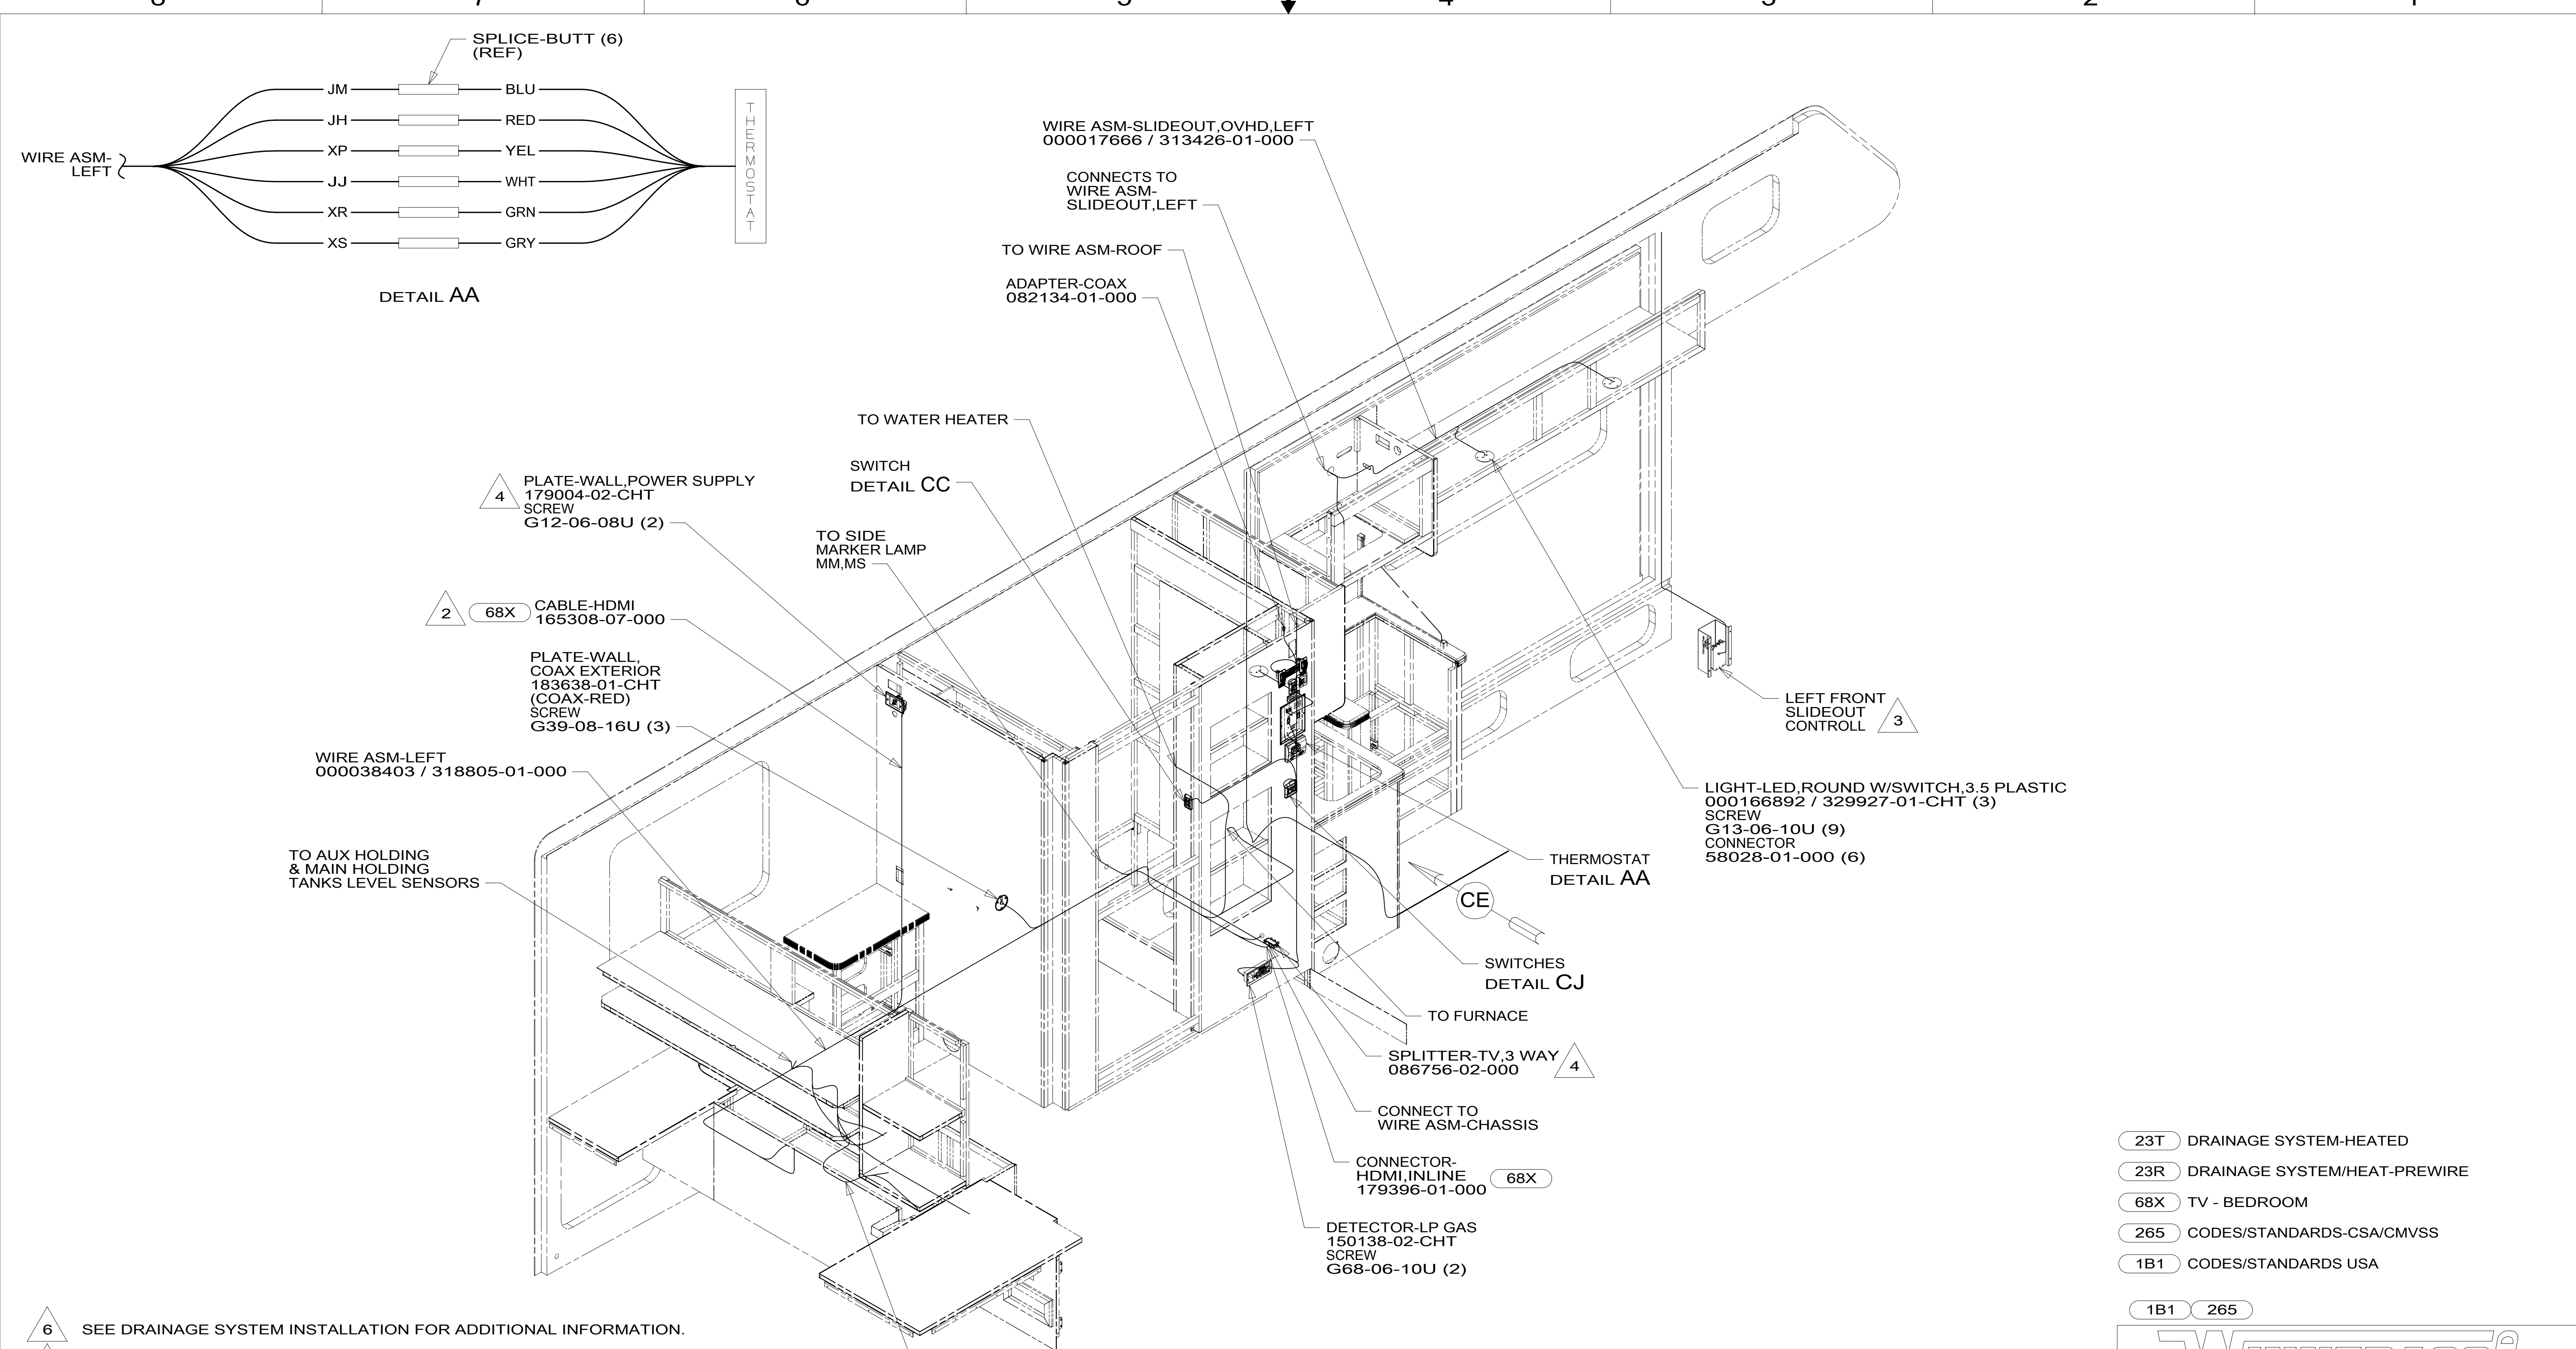 SPLICE-BUTT (6)
(REF)
WIRE ASM-
LEFT
JM
BLU
JH
RED
XP
YEL
JJ
WHT
XR
GRN
XS
GRY
THERMOSTAT
DETAIL AA
WIRE ASM-SLIDEOUT,OVHD,LEFT
000017666 / 313426-01-000
CONNECTS TO
WIRE ASM-
SLIDEOUT,LEFT
TO WIRE ASM-ROOF
ADAPTER-COAX
082134-01-000
TO WATER HEATER
SWITCH
DETAIL CC
4
PLATE-WALL,POWER SUPPLY
179004-02-CHT
SCREW
G12-06-08U (2)
TO SIDE
MARKER LAMP
MM,MS
2
68X
CABLE-HDMI
165308-07-000
PLATE-WALL,
COAX EXTERIOR
183638-01-CHT
(COAX-RED)
SCREW
G39-08-16U (3)
WIRE ASM-LEFT
000038403 / 318805-01-000
TO AUX HOLDING
& MAIN HOLDING
TANKS LEVEL SENSORS
LEFT FRONT
SLIDEOUT
CONTROLL
3
LIGHT-LED,ROUND W/SWITCH,3.5 PLASTIC
000166892 / 329927-01-CHT (3)
SCREW
G13-06-10U (9)
CONNECTOR
58028-01-000 (6)
THERMOSTAT
DETAIL AA
CE
SWITCHES
DETAIL CJ
TO FURNACE
SPLITTER-TV,3 WAY
086756-02-000
4
CONNECT TO
WIRE ASM-CHASSIS
CONNECTOR-
HDMI,INLINE
179396-01-000
68X
DETECTOR-LP GAS
150138-02-CHT
SCREW
G68-06-10U (2)
23T DRAINAGE SYSTEM-HEATED
23R DRAINAGE SYSTEM/HEAT-PREWIRE
68X TV - BEDROOM
265 CODES/STANDARDS-CSA/CMVSS
1B1 CODES/STANDARDS USA
1B1 265
6 SEE DRAINAGE SYSTEM INSTALLATION FOR ADDITIONAL INFORMATION.